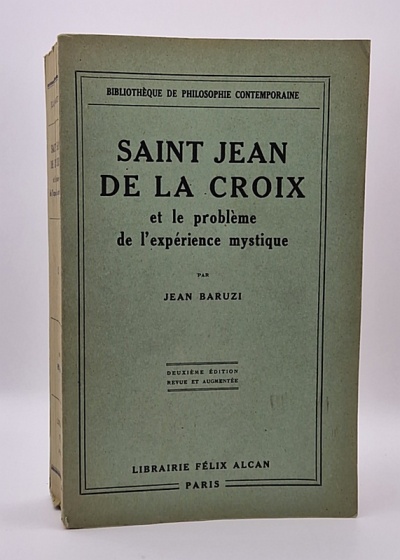 BIBLIOTHÈQUE DE PHILOSOPHIE CONTEMPORAINE
SAINT JEAN
DE LA CROIX
et le problème
de l'expérience mystique
PAR
JEAN BARUZI
DEUXIÈME ÉDITION
REVUE ET AUGMENTÉE
LIBRAIRIE FÉLIX ALCAN
PARIS